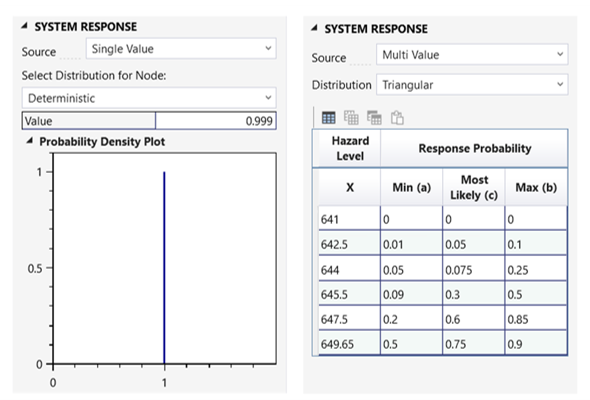 SYSTEM RESPONSE
Source Single Value
Select Distribution for Node:
Deterministic
Value 0.999
Probability Density Plot
1
0.5
0
0 1
SYSTEM RESPONSE
Source Multi Value
Distribution Triangular
Hazard Level Response Probability
X Min (a) Most Likely (c) Max (b)
641 0 0 0
642.5 0.01 0.05 0.1
644 0.05 0.075 0.25
645.5 0.09 0.3 0.5
647.5 0.2 0.6 0.85
649.65 0.5 0.75 0.9